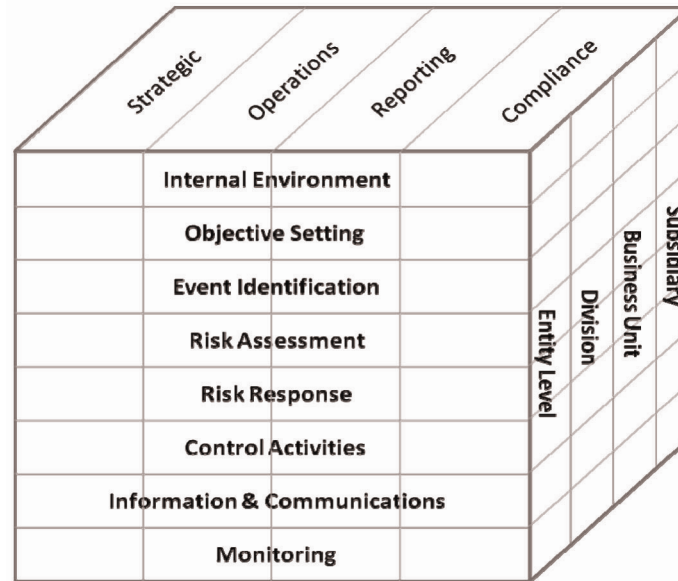 Strategic
Operations
Reporting
Compliance
Internal Environment
Objective Setting
Event Identification
Risk Assessment
Risk Response
Control Activities
Information & Communications
Monitoring
Entity Level
Division
Business Unit
Subsidiary